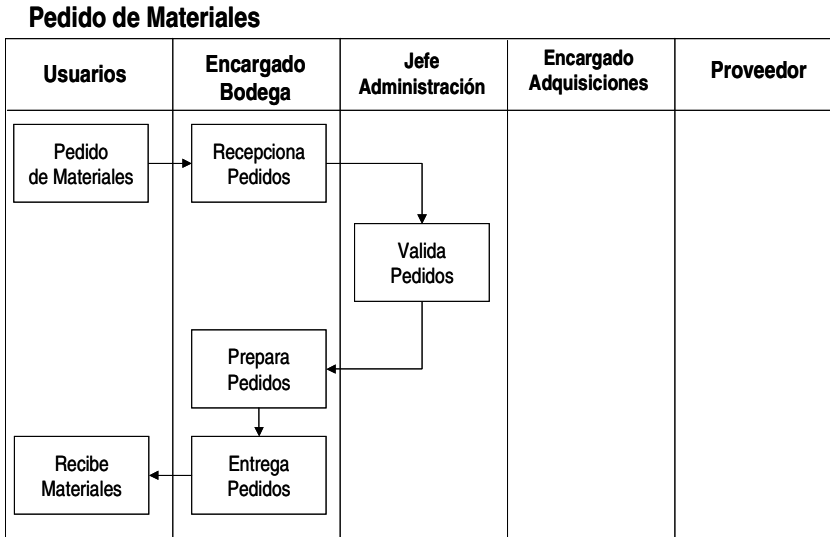 Pedido de Materiales
Usuarios
Encargado
Bodega
Jefe
Administración
Encargado
Adquisiciones
Proveedor
Pedido
de Materiales
Recepciona
Pedidos
Valida
Pedidos
Prepara
Pedidos
Recibe
Materiales
Entrega
Pedidos